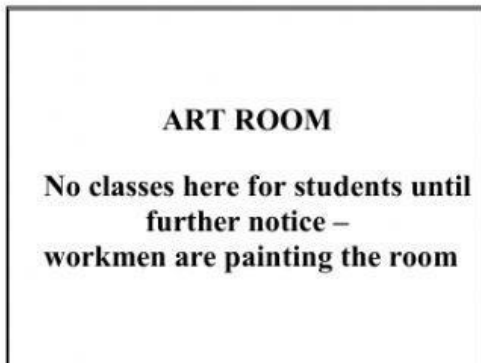 ART ROOM
No classes here for students until
further notice –
workmen are painting the room